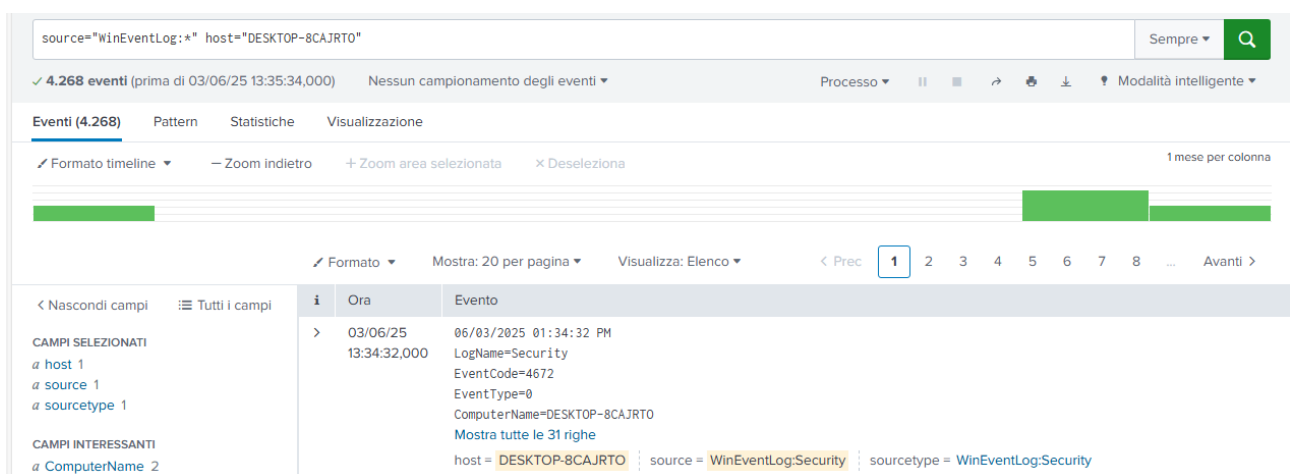 source="WinEventLog:*" host="DESKTOP-8CAJRTO"
Sempre
4.268 eventi (prima di 03/06/25 13:35:34,000)
Nessun campionamento degli eventi
Processo
Modalità intelligente
Eventi (4.268)
Pattern
Statistiche
Visualizzazione
Formato timeline
— Zoom indietro
+ Zoom area selezionata
× Deseleziona
1 mese per colonna
Formato
Mostra: 20 per pagina
Visualizza: Elenco
< Prec
1
2
3
4
5
6
7
8
...
Avanti >
< Nascondi campi
Tutti i campi
i
Ora
Evento
CAMPI SELEZIONATI
a host 1
a source 1
a sourcetype 1
CAMPI INTERESSANTI
a ComputerName 2
>
03/06/25
13:34:32,000
06/03/2025 01:34:32 PM
LogName=Security
EventCode=4672
EventType=0
ComputerName=DESKTOP-8CAJRTO
Mostra tutte le 31 righe
host = DESKTOP-8CAJRTO
source = WinEventLog:Security
sourcetype = WinEventLog:Security